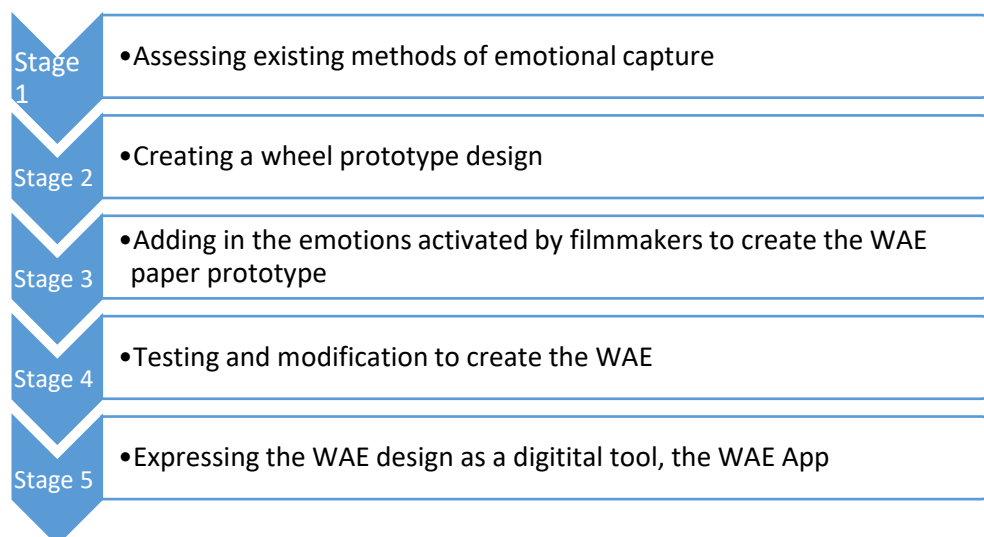 Stage
1
•Assessing existing methods of emotional capture
Stage 2
•Creating a wheel prototype design
Stage 3
•Adding in the emotions activated by filmmakers to create the WAE
paper prototype
Stage 4
•Testing and modification to create the WAE
Stage 5
•Expressing the WAE design as a digitital tool, the WAE App